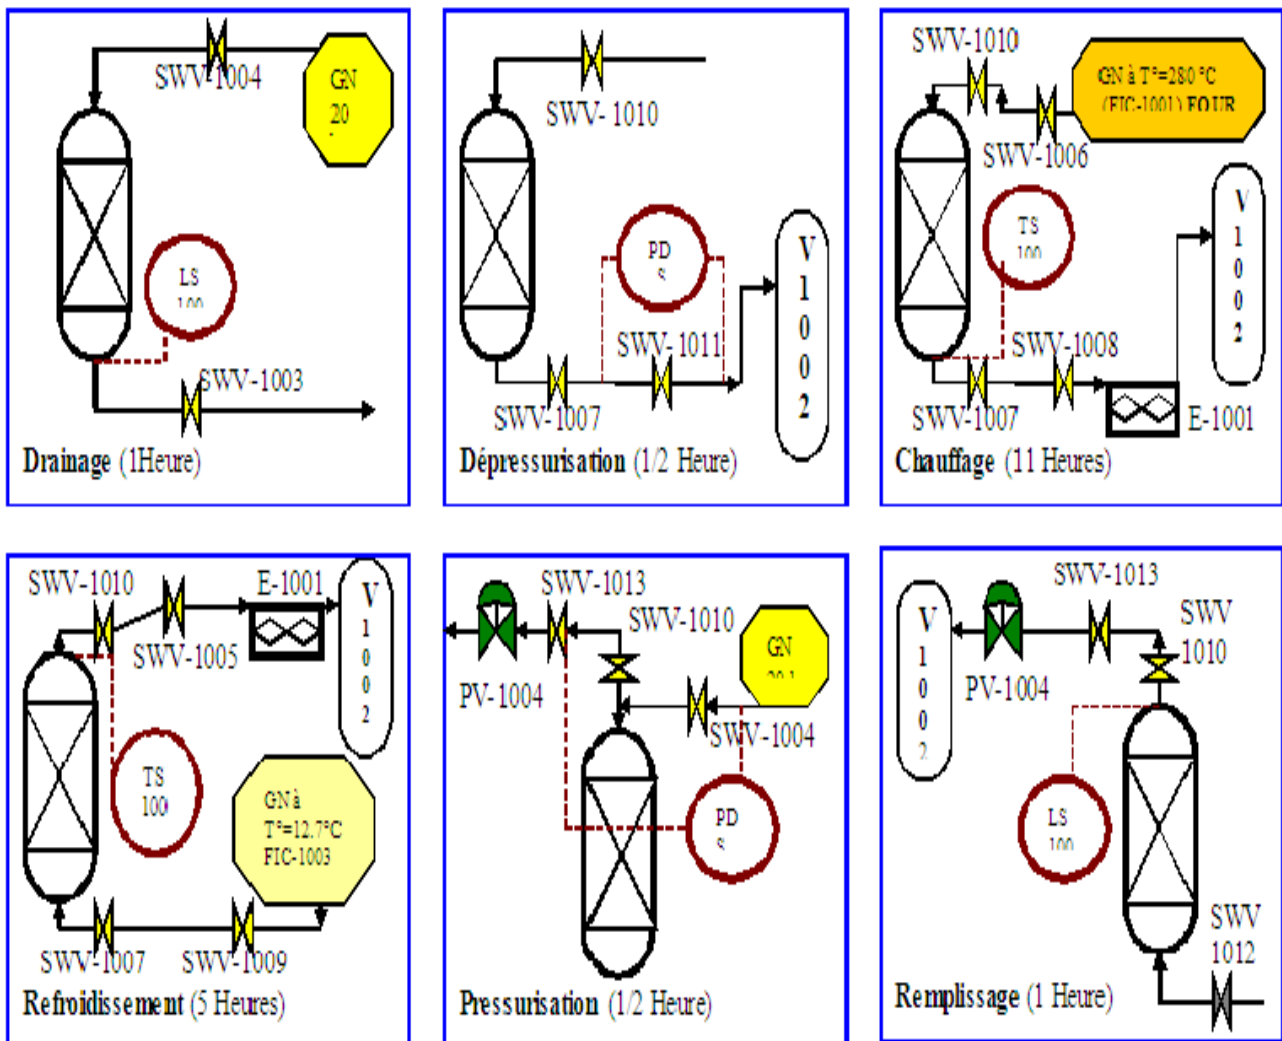 SWV-1004
GN
20
LS
SWV-1003
Drainage (1Heure)
SWV- 1010
PD
S
V
1
0
0
2
SWV- 1011
SWV-1007
Dépressurisation (1/2 Heure)
SWV-1010
GN à T°=280 °C
(FIC-1001) FOUR
SWV-1006
TS
100
V
1
0
0
2
SWV-1008
SWV-1007
E-1001
Chauffage (11 Heures)
SWV-1010
E-1001
V
1
0
0
2
SWV-1005
TS
100
GN à
T°=12.7°C
FIC-1003
SWV-1007
SWV-1009
Refroidissement (5 Heures)
SWV-1013
SWV-1010
GN
PV-1004
SWV-1004
PD
S
Pressurisation (1/2 Heure)
SWV-1013
SWV
1010
V
1
0
0
2
PV-1004
LS
100
SWV
1012
Remplissage (1 Heure)